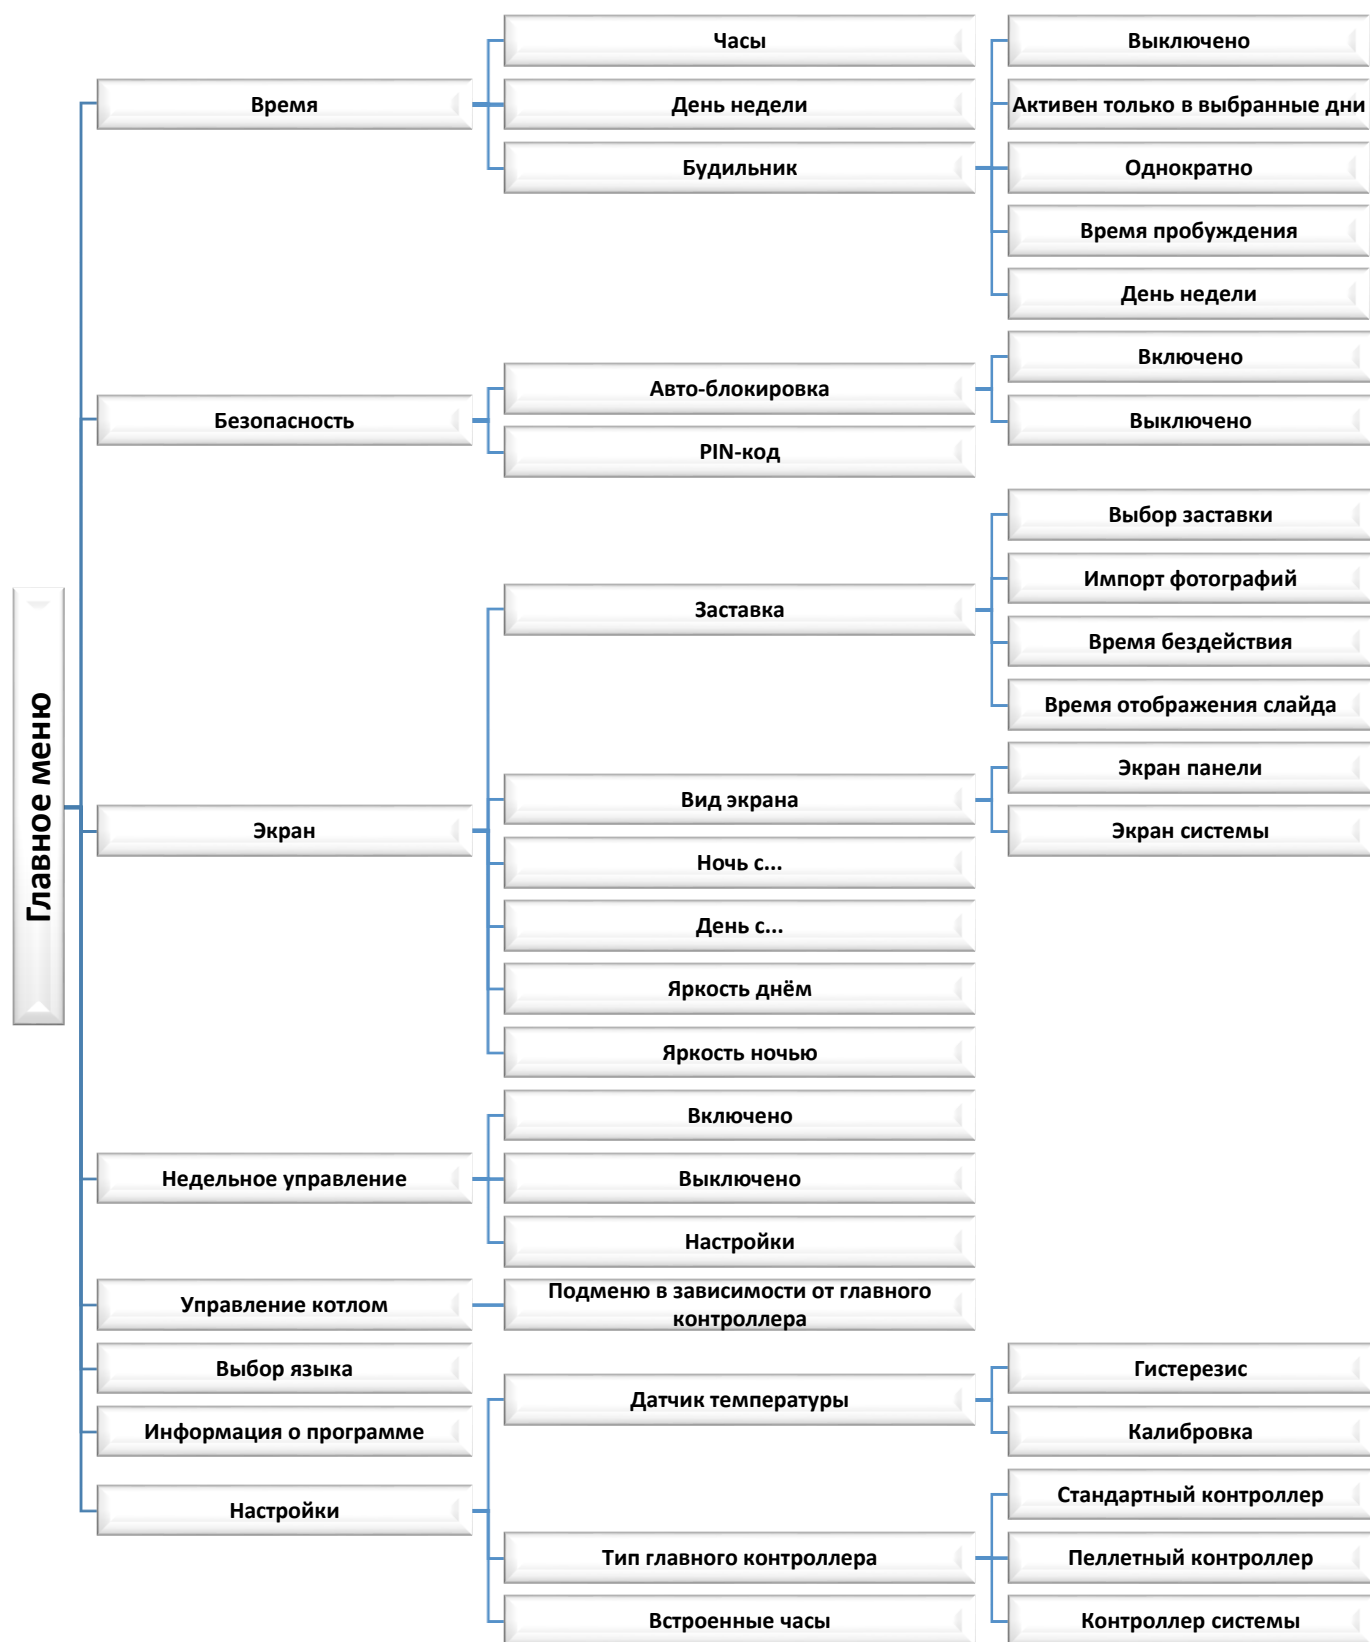 Главное меню
Время
Часы
День недели
Будильник
Выключено
Активен только в выбранные дни
Однократно
Время пробуждения
День недели
Безопасность
Авто-блокировка
Включено
Выключено
PIN-код
Экран
Заставка
Выбор заставки
Импорт фотографий
Время бездействия
Время отображения слайда
Вид экрана
Экран панели
Экран системы
Ночь с...
День с...
Яркость днём
Яркость ночью
Недельное управление
Включено
Выключено
Настройки
Управление котлом
Подменю в зависимости от главного
контроллера
Выбор языка
Информация о программе
Настройки
Датчик температуры
Гистерезис
Калибровка
Тип главного контроллера
Стандартный контроллер
Пеллетный контроллер
Контроллер системы
Встроенные часы